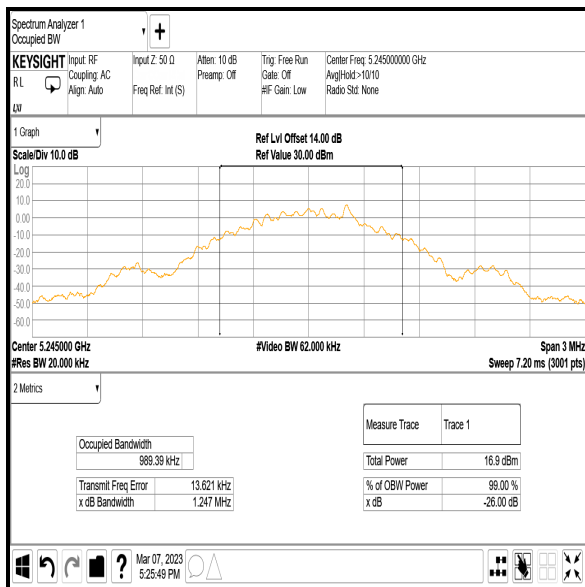 Spectrum Analyzer 1
Occupied BW
KEYSIGHT
R L
LXI
Input: RF
Coupling: AC
Align: Auto
Input Z: 50 Ω
Freq Ref: Int (S)
Atten: 10 dB
Preamp: Off
Trig: Free Run
Gate: Off
#IF Gain: Low
Center Freq: 5.245000000 GHz
Avg|Hold:>10/10
Radio Std: None
1 Graph
Scale/Div 10.0 dB
Ref Lvl Offset 14.00 dB
Ref Value 30.00 dBm
Log
20.0
10.0
0.00
-10.0
-20.0
-30.0
-40.0
-50.0
-60.0
Center 5.245000 GHz
#Res BW 20.000 kHz
#Video BW 62.000 kHz
Span 3 MHz
Sweep 7.20 ms (3001 pts)
2 Metrics
Occupied Bandwidth
989.39 kHz
Transmit Freq Error 13.621 kHz
x dB Bandwidth 1.247 MHz
Measure Trace Trace 1
Total Power 16.9 dBm
% of OBW Power 99.00 %
x dB -26.00 dB
?
Mar 07, 2023
5:25:49 PM